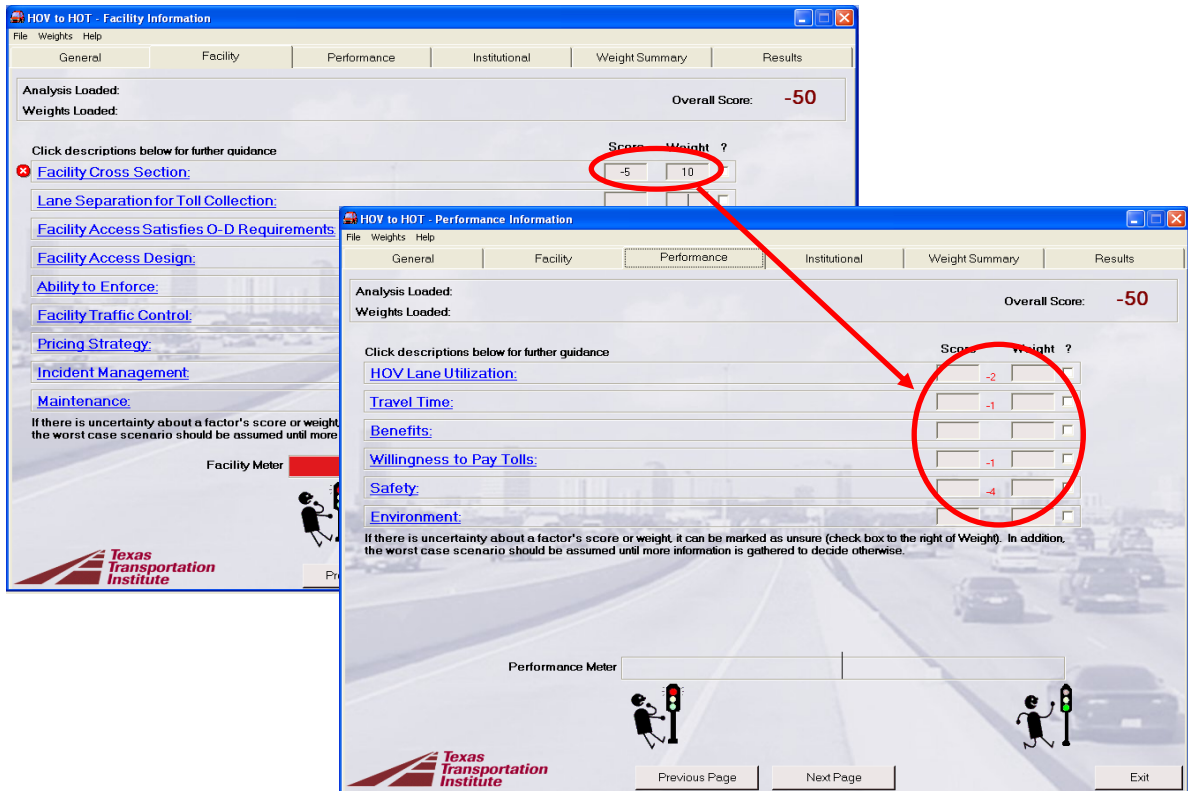 HOV to HOT - Facility Information
File Weights Help
General Facility Performance Institutional Weight Summary Results
Analysis Loaded:
Weights Loaded:
Overall Score: -50
Click descriptions below for further guidance
Score Weight ?
Facility Cross Section: -5 10
Lane Separation for Toll Collection:
Facility Access Satisfies O-D Requirements
Facility Access Design:
Ability to Enforce:
Facility Traffic Control:
Pricing Strategy:
Incident Management:
Maintenance:
If there is uncertainty about a factor's score or weight
the worst case scenario should be assumed until more
Facility Meter
Texas
Transportation
Institute
HOV to HOT - Performance Information
File Weights Help
General Facility Performance Institutional Weight Summary Results
Analysis Loaded:
Weights Loaded:
Overall Score: -50
Click descriptions below for further guidance
Score Weight ?
HOV Lane Utilization: -2
Travel Time: -1
Benefits:
Willingness to Pay Tolls: -1
Safety: -4
Environment:
If there is uncertainty about a factor's score or weight, it can be marked as unsure (check box to the right of Weight). In addition,
the worst case scenario should be assumed until more information is gathered to decide otherwise.
Performance Meter
Texas
Transportation
Institute
Previous Page Next Page Exit